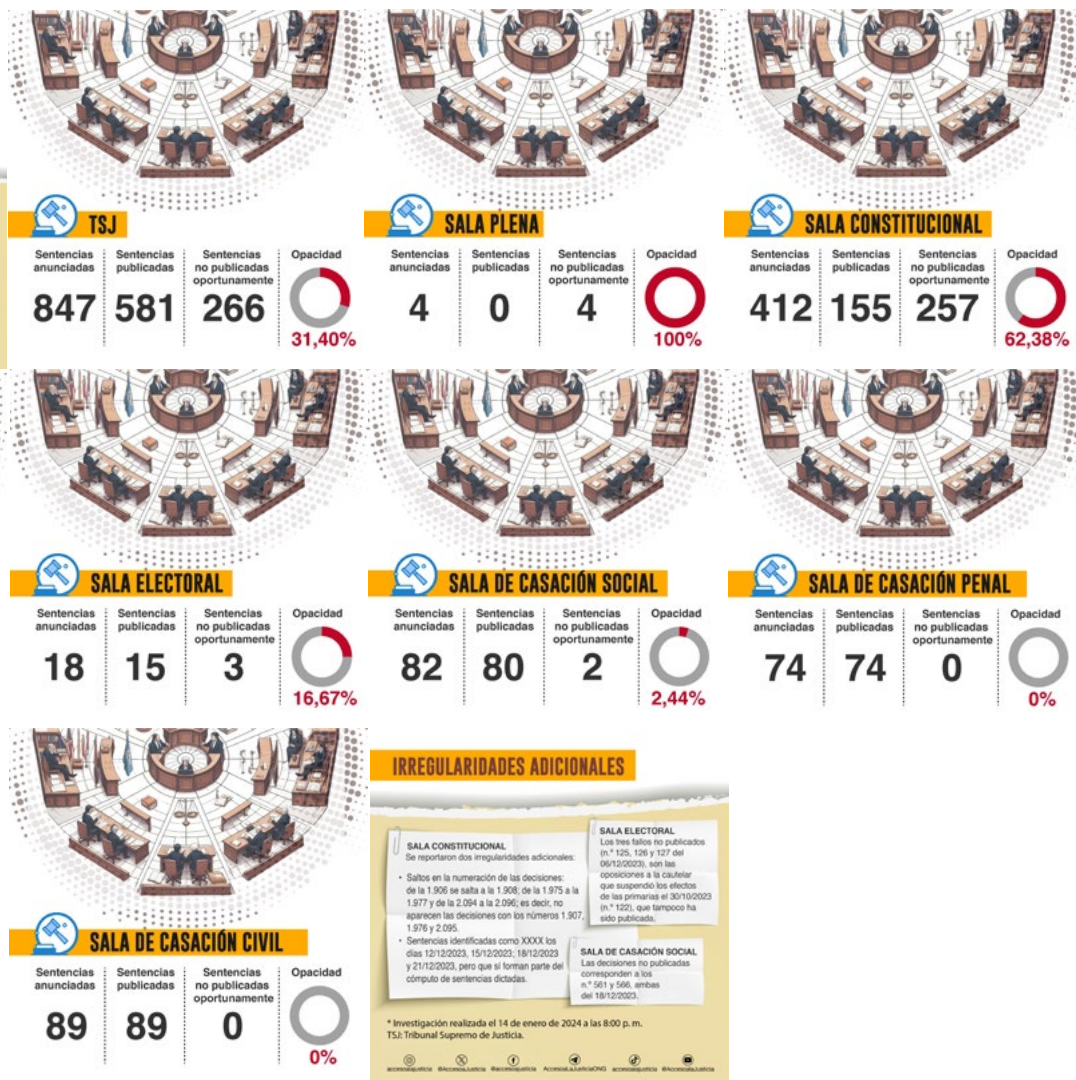 TSJ
Sentencias anunciadas
847
Sentencias publicadas
581
Sentencias no publicadas oportunamente
266
Opacidad
31,40%
SALA PLENA
Sentencias anunciadas
4
Sentencias publicadas
0
Sentencias no publicadas oportunamente
4
Opacidad
100%
SALA CONSTITUCIONAL
Sentencias anunciadas
412
Sentencias publicadas
155
Sentencias no publicadas oportunamente
257
Opacidad
62,38%
SALA ELECTORAL
Sentencias anunciadas
18
Sentencias publicadas
15
Sentencias no publicadas oportunamente
3
Opacidad
16,67%
SALA DE CASACIÓN SOCIAL
Sentencias anunciadas
82
Sentencias publicadas
80
Sentencias no publicadas oportunamente
2
Opacidad
2,44%
SALA DE CASACIÓN PENAL
Sentencias anunciadas
74
Sentencias publicadas
74
Sentencias no publicadas oportunamente
0
Opacidad
0%
SALA DE CASACIÓN CIVIL
Sentencias anunciadas
89
Sentencias publicadas
89
Sentencias no publicadas oportunamente
0
Opacidad
0%
IRREGULARIDADES ADICIONALES
SALA CONSTITUCIONAL
Se reportaron dos irregularidades adicionales:
• Saltos en la numeración de las decisiones:
de la 1.906 se salta a la 1.908; de la 1.975 a la
1.977 y de la 2.094 a la 2.096; es decir, no
aparecen las decisiones con los números 1.907,
1.976 y 2.095.
• Sentencias identificadas como XXXX los
días 12/12/2023, 15/12/2023; 18/12/2023
y 21/12/2023, pero que sí forman parte del
cómputo de sentencias dictadas.
SALA ELECTORAL
Los tres fallos no publicados
(n.° 125, 126 y 127 del
06/12/2023), son las
oposiciones a la cautelar
que suspendió los efectos
de las primarias el 30/10/2023
(n.° 122), que tampoco ha
sido publicada.
SALA DE CASACIÓN SOCIAL
Las decisiones no publicadas
corresponden a los
n.° 561 y 566, ambas
del 18/12/2023.
* Investigación realizada el 14 de enero de 2024 a las 8:00 p. m.
TSJ: Tribunal Supremo de Justicia.
accesoajusticia @AccesoaJusticia @accesoajusticia AccesoaLaJusticiaONG accesoajusticia @AccesoalaJusticia